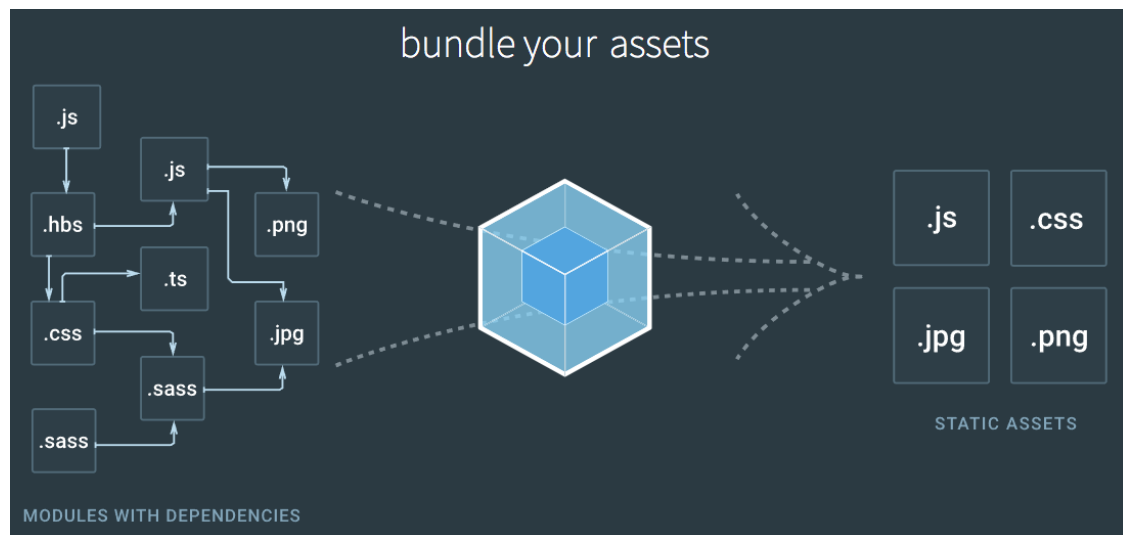 bundle your assets
.js
.js
.hbs
.png
.ts
.css
.jpg
.sass
.sass
MODULES WITH DEPENDENCIES
.js
.css
.jpg
.png
STATIC ASSETS